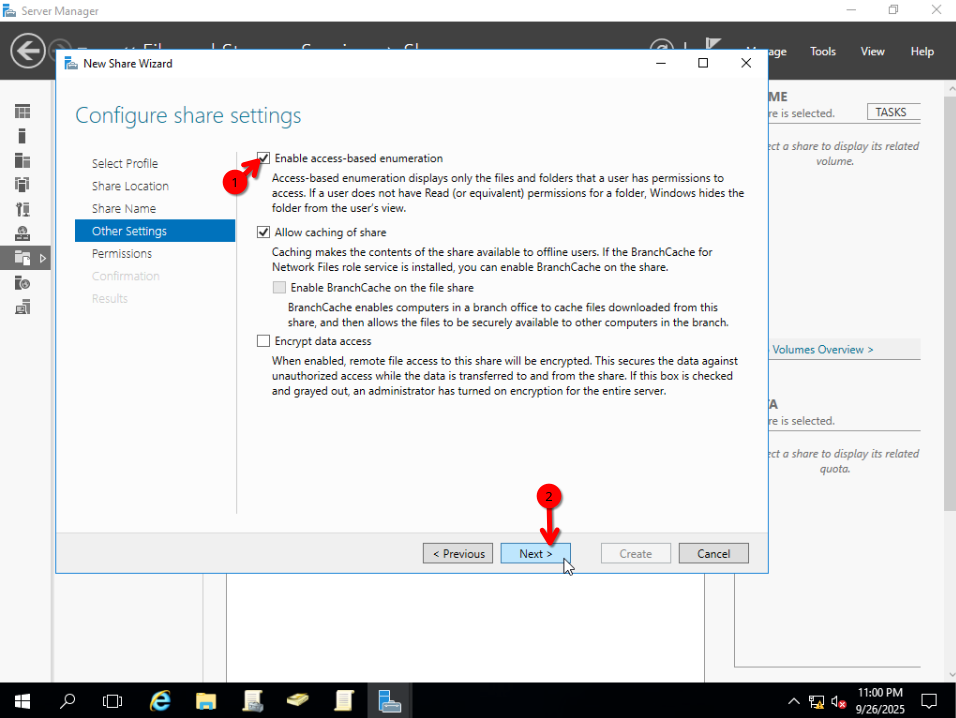 Server Manager
Tools
View
Help
New Share Wizard
Configure share settings
Select Profile
Share Location
Share Name
Other Settings
Permissions
Confirmation
Results
1
Enable access-based enumeration
Access-based enumeration displays only the files and folders that a user has permissions to
access. If a user does not have Read (or equivalent) permissions for a folder, Windows hides the
folder from the user's view.
Allow caching of share
Caching makes the contents of the share available to offline users. If the BranchCache for
Network Files role service is installed, you can enable BranchCache on the share.
Enable BranchCache on the file share
BranchCache enables computers in a branch office to cache files downloaded from this
share, and then allows the files to be securely available to other computers in the branch.
Encrypt data access
When enabled, remote file access to this share will be encrypted. This secures the data against
unauthorized access while the data is transferred to and from the share. If this box is checked
and grayed out, an administrator has turned on encryption for the entire server.
2
< Previous
Next >
Create
Cancel
is selected.
TASKS
a share to display its related
volume.
Volumes Overview >
is selected.
a share to display its related
quota.
11:00 PM
9/26/2025